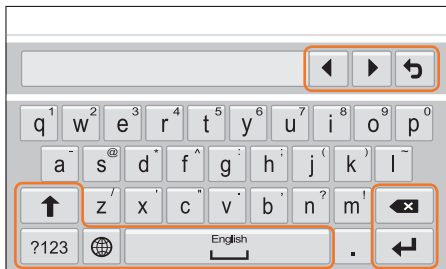 q 1 w 2 e 3 r 4 t 5 y 6 u 7 i 8 o 9 p 0
a - s @ d * f ^ g : h ; j ( k ) l ~
z / x ' c " v . b , n ? m !
?123 English .